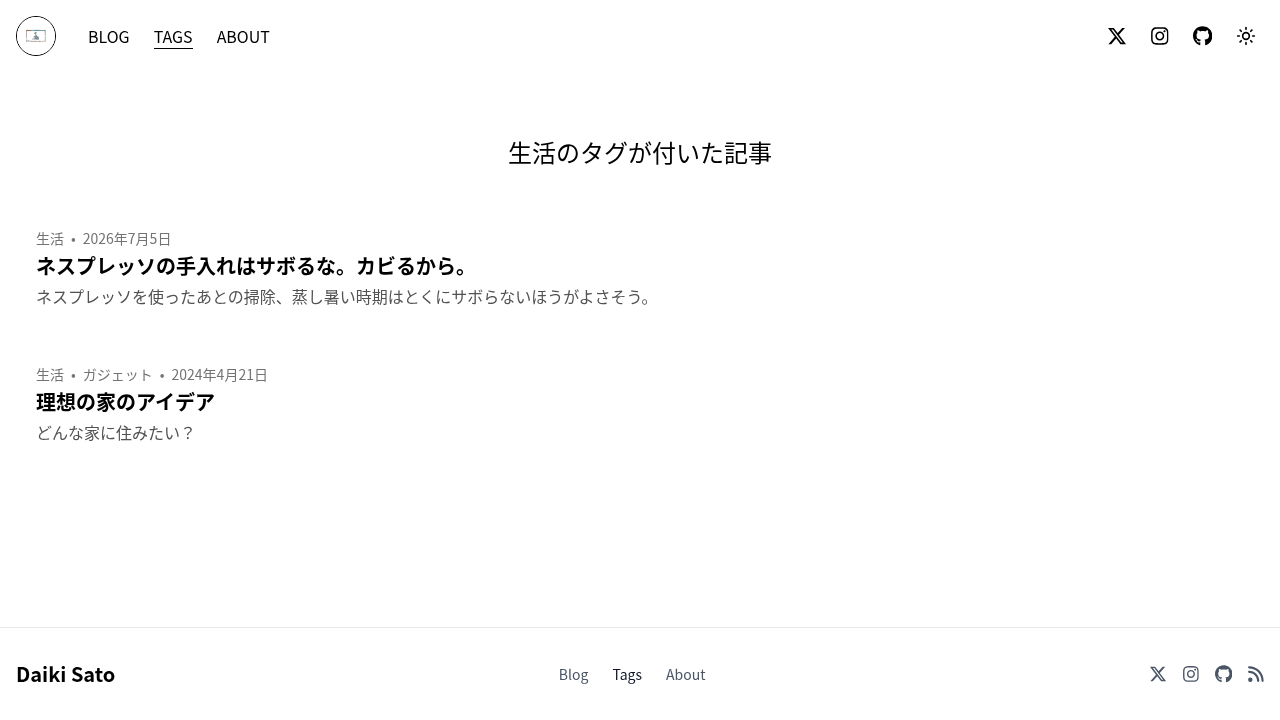 BLOG TAGS ABOUT
生活のタグが付いた記事
生活 • 2026年7月5日
ネスプレッソの手入れはサボるな。カビるから。
ネスプレッソを使ったあとの掃除、蒸し暑い時期はとくにサボらないほうがよさそう。
生活 • ガジェット • 2024年4月21日
理想の家のアイデア
どんな家に住みたい？
Daiki Sato Blog Tags About